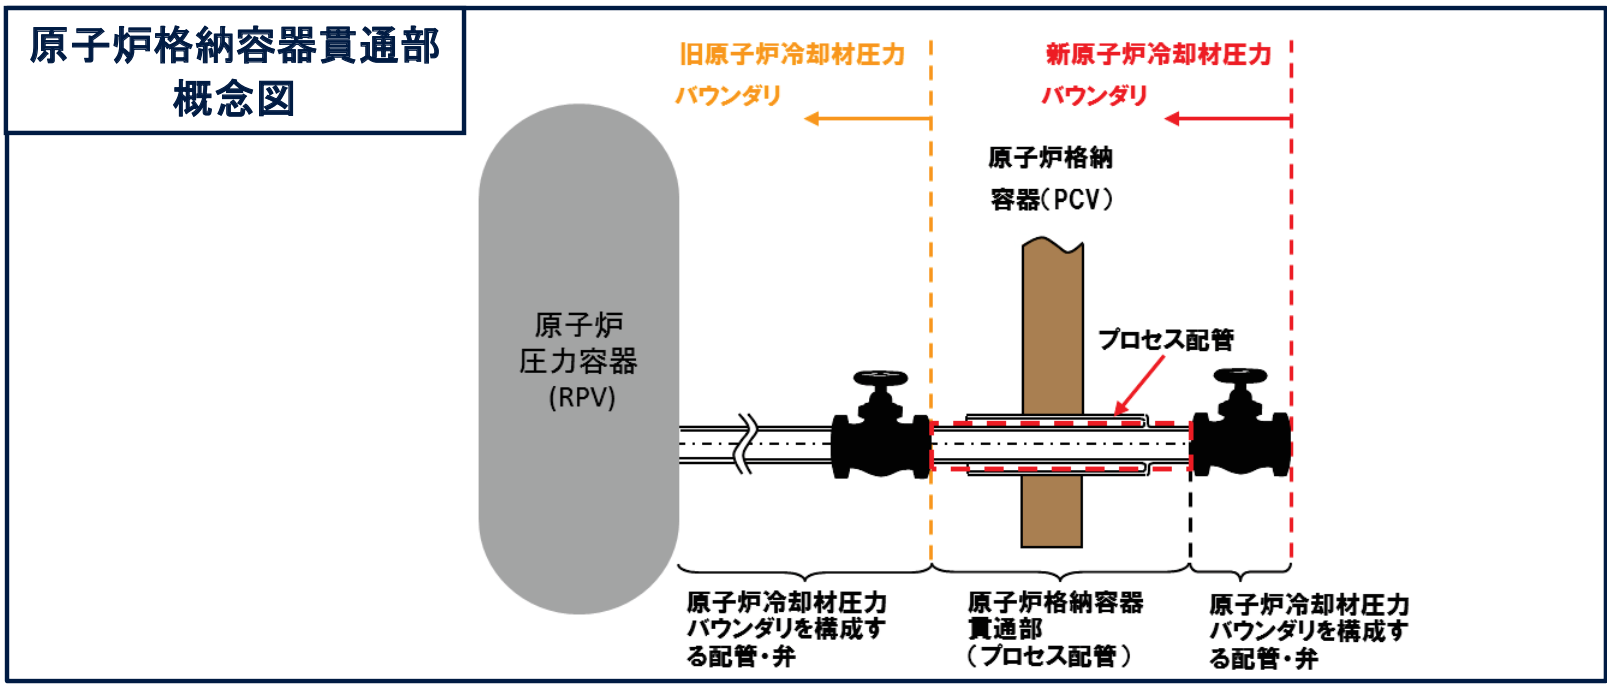 原子炉格納容器貫通部
概念図
旧原子炉冷却材圧力
バウンダリ
新原子炉冷却材圧力
バウンダリ
原子炉格納
容器(PCV)
プロセス配管
原子炉
圧力容器
(RPV)
原子炉冷却材圧力
バウンダリを構成す
る配管・弁
原子炉格納容器
貫通部
(プロセス配管)
原子炉冷却材圧力
バウンダリを構成す
る配管・弁